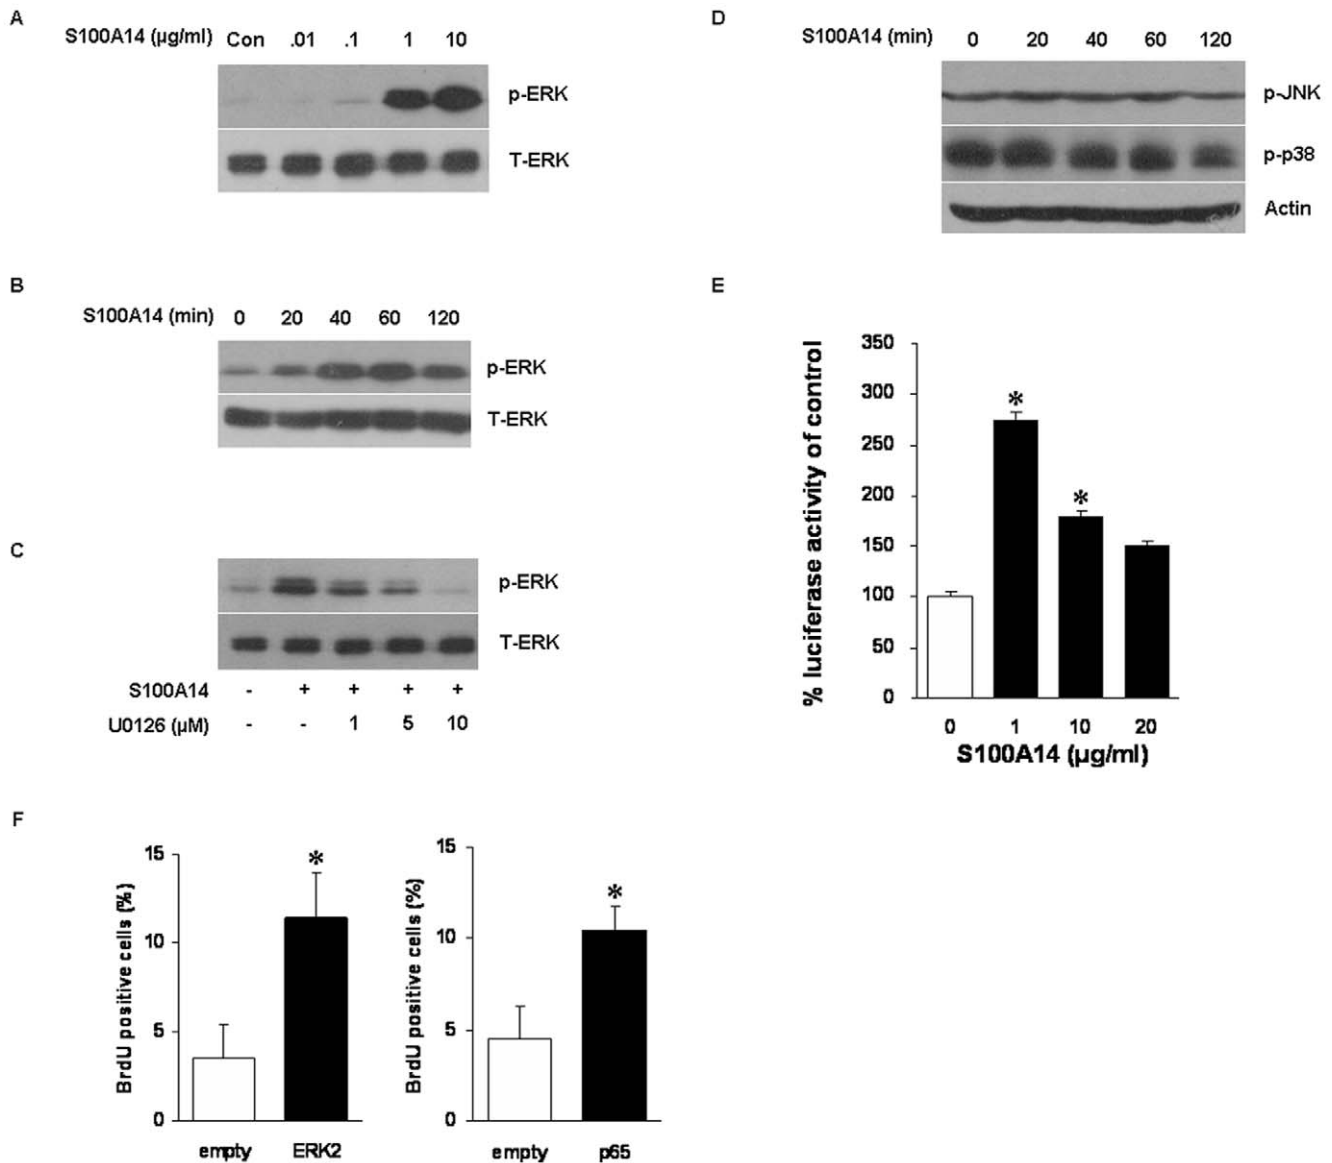 A
S100A14 (µg/ml) Con .01 .1 1 10
p-ERK
T-ERK
B
S100A14 (min) 0 20 40 60 120
p-ERK
T-ERK
C
p-ERK
T-ERK
S100A14 - + + + +
U0126 (µM) - - 1 5 10
D
S100A14 (min) 0 20 40 60 120
p-JNK
p-p38
Actin
E
% luciferase activity of control
350
300
250
200
150
100
50
0
*
*
0 1 10 20
S100A14 (µg/ml)
F
BrdU positive cells (%)
15
10
5
0
*
empty ERK2
BrdU positive cells (%)
15
10
5
0
*
empty p65